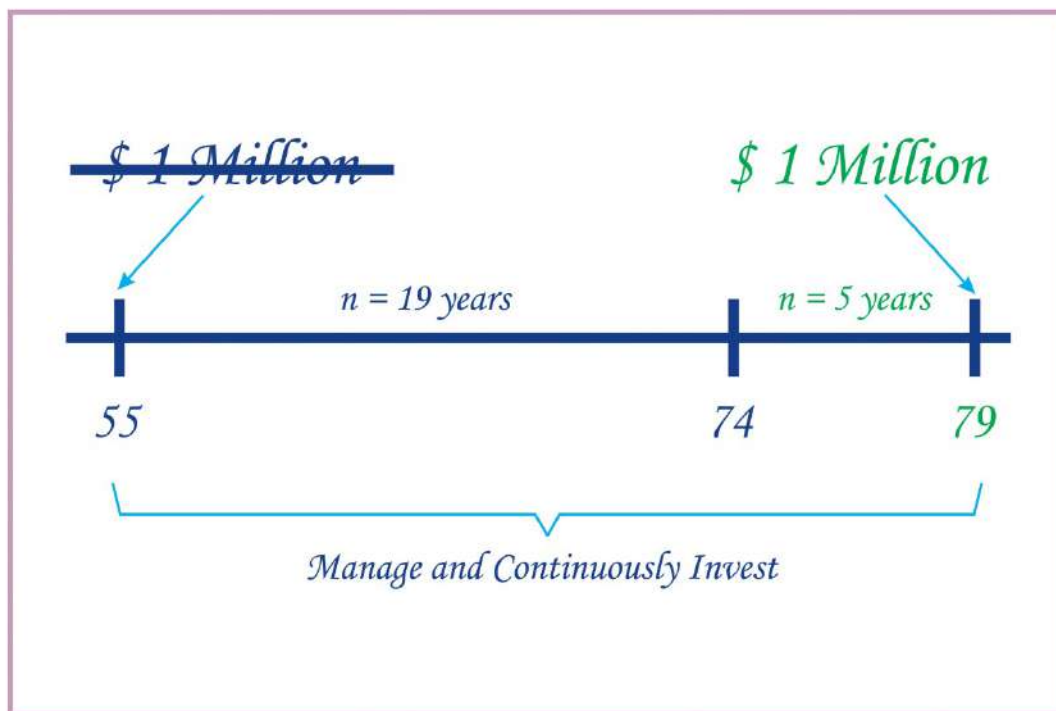 $ 1 Million
$ 1 Million
n = 19 years
n = 5 years
55
74
79
Manage and Continuously Invest